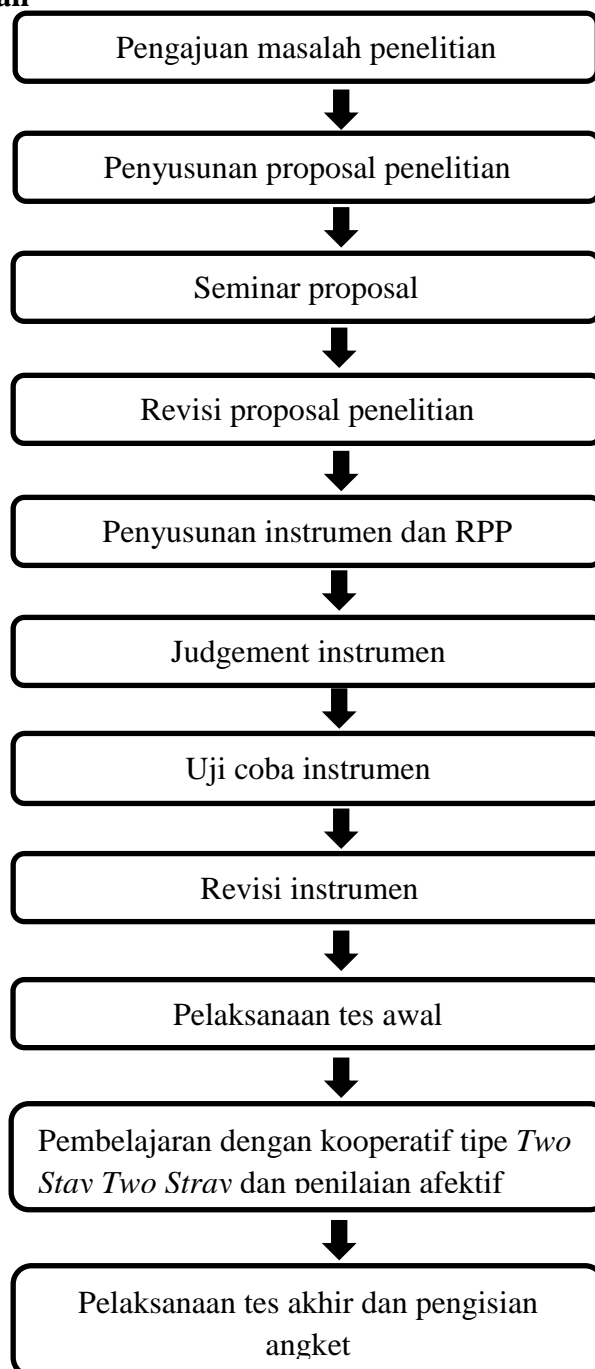 Pengajuan masalah penelitian
Penyusunan proposal penelitian
Seminar proposal
Revisi proposal penelitian
Penyusunan instrumen dan RPP
Judgement instrumen
Uji coba instrumen
Revisi instrumen
Pelaksanaan tes awal
Pembelajaran dengan kooperatif tipe Two
Stay Two Stray dan penilaian afektif
Pelaksanaan tes akhir dan pengisian
angket